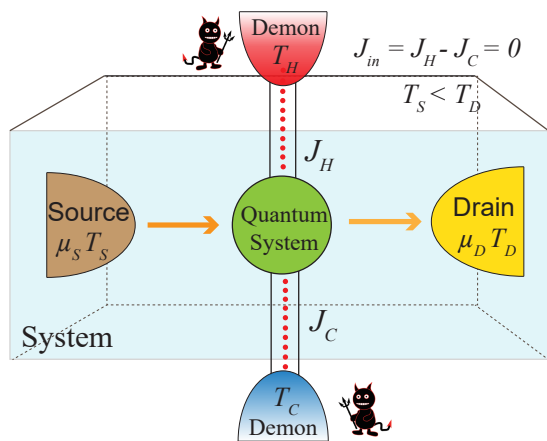 Demon
T_H
J_in = J_H - J_C = 0
T_S < T_D
J_H
Source
μ_S T_S
Quantum
System
Drain
μ_D T_D
System
J_C
T_C
Demon